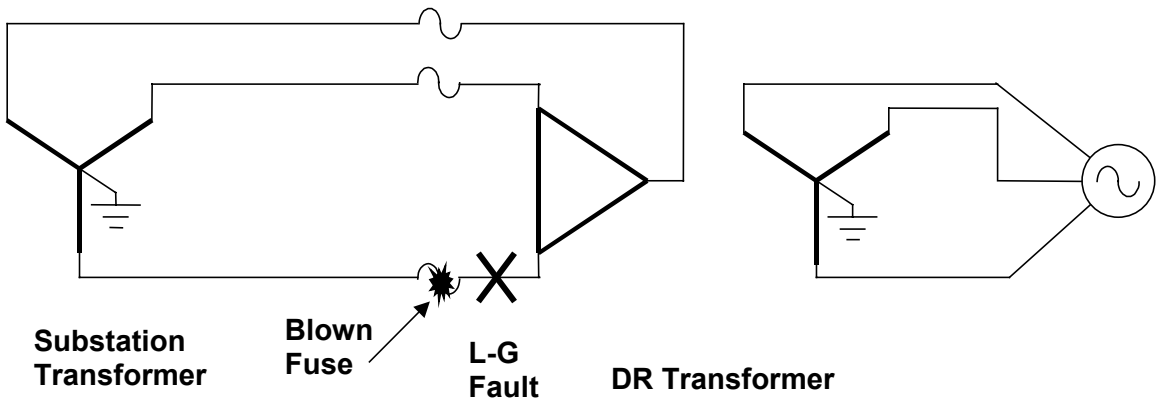 Substation
Transformer
Blown
Fuse
L-G
Fault
DR Transformer